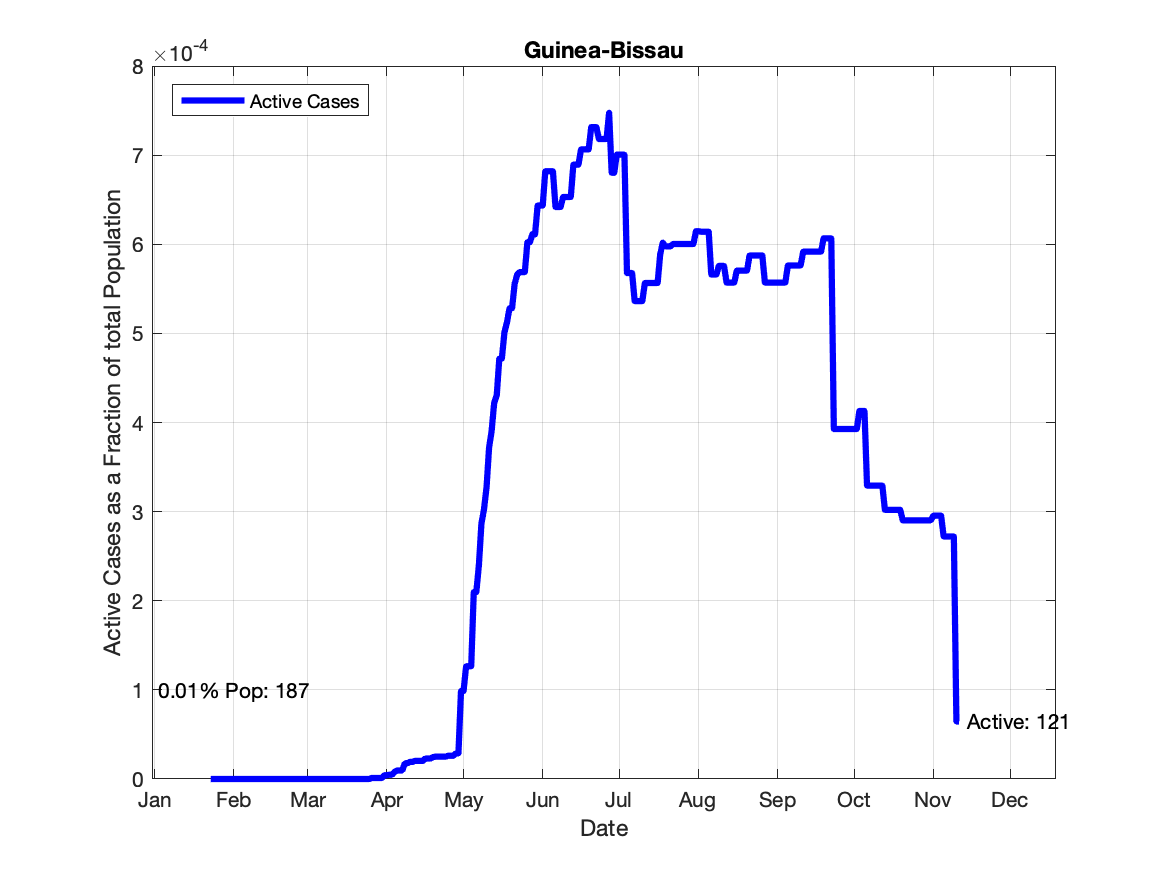 Guinea-Bissau
×10-4
Active Cases
8
7
6
5
4
3
2
1
0
Active Cases as a Fraction of total Population
0.01% Pop: 187
Active: 121
Jan Feb Mar Apr May Jun Jul Aug Sep Oct Nov Dec
Date